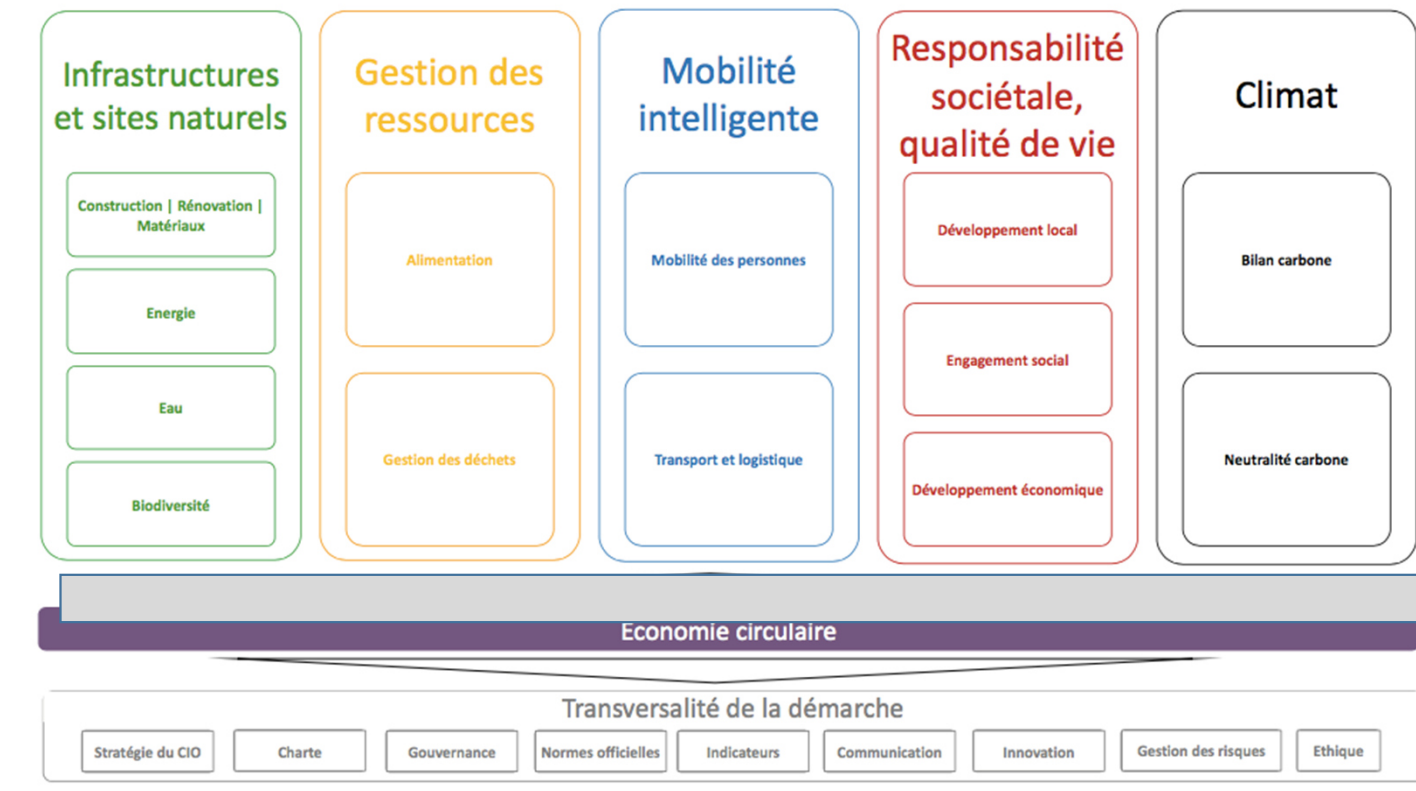 Infrastructures
et sites naturels
Construction | Rénovation |
Matériaux
Energie
Eau
Biodiversité
Gestion des
ressources
Alimentation
Gestion des déchets
Mobilité
intelligente
Mobilité des personnes
Transport et logistique
Responsabilité
sociétale,
qualité de vie
Développement local
Engagement social
Développement économique
Climat
Bilan carbone
Neutralité carbone
Economie circulaire
Transversalité de la démarche
Stratégie du CIO
Charte
Gouvernance
Normes officielles
Indicateurs
Communication
Innovation
Gestion des risques
Ethique